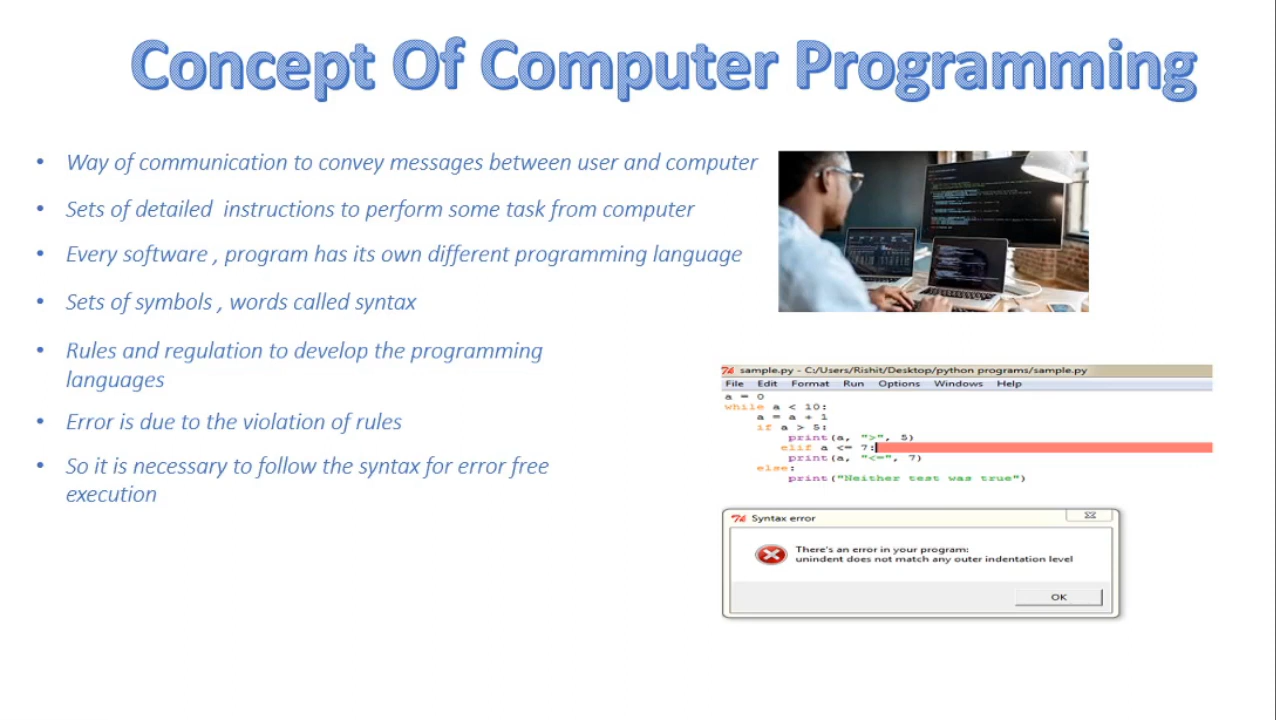 Concept Of Computer Programming
• Way of communication to convey messages between user and computer
• Sets of detailed instructions to perform some task from computer
• Every software , program has its own different programming language
• Sets of symbols , words called syntax
• Rules and regulation to develop the programming
languages
• Error is due to the violation of rules
• So it is necessary to follow the syntax for error free
execution
sample.py - C:/Users/Rishit/Desktop/python programs/sample.py
File Edit Format Run Options Windows Help
a = 0
while a < 10:
    a = a + 1
    if a > 5:
        print(a, ">", 5)
       elif a <= 7:
        print(a, "<=", 7)
    else:
        print("Neither test was true")
Syntax error
There's an error in your program:
unindent does not match any outer indentation level
OK